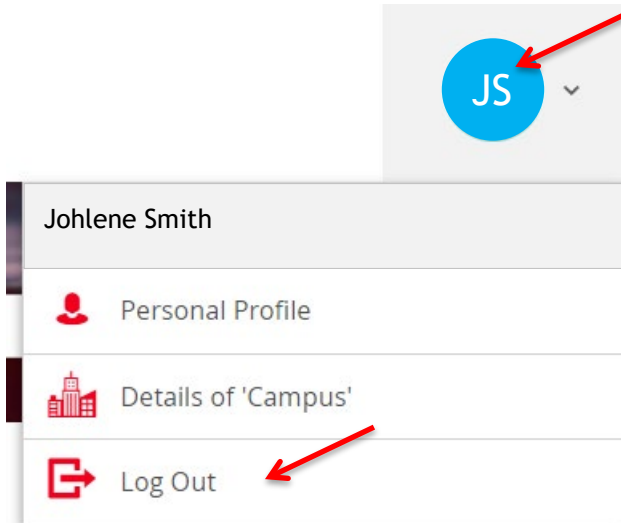 JS
Johlene Smith
Personal Profile
Details of 'Campus'
Log Out